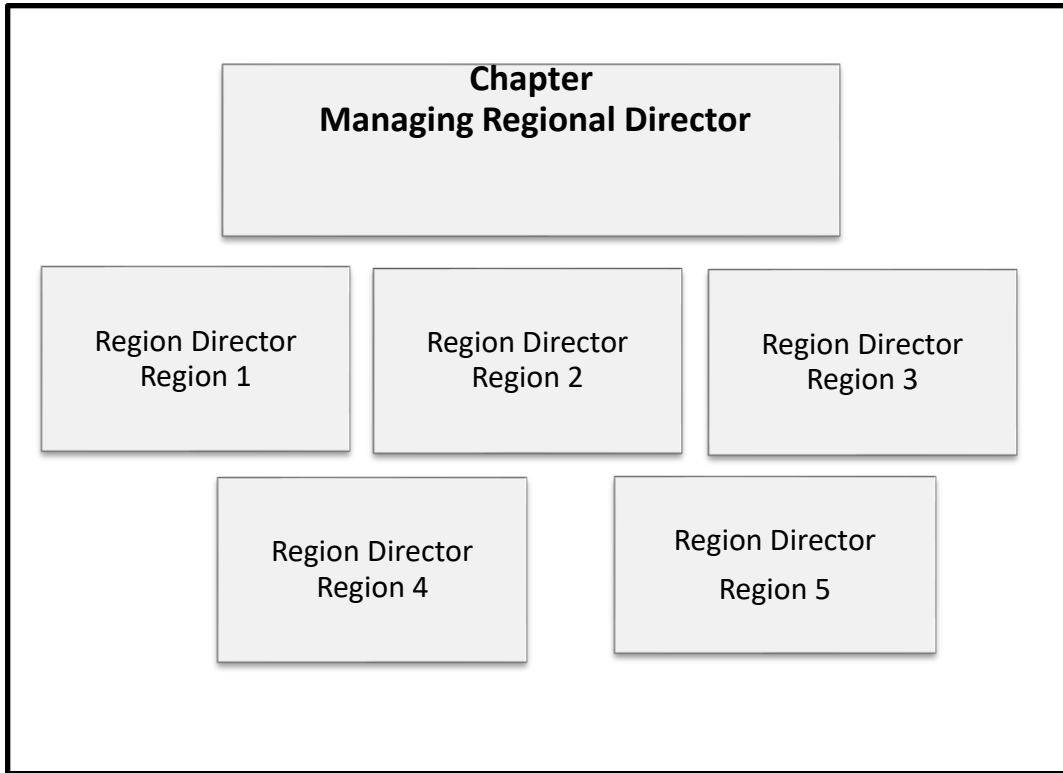 Chapter
Managing Regional Director
Region Director
Region 1
Region Director
Region 2
Region Director
Region 3
Region Director
Region 4
Region Director
Region 5